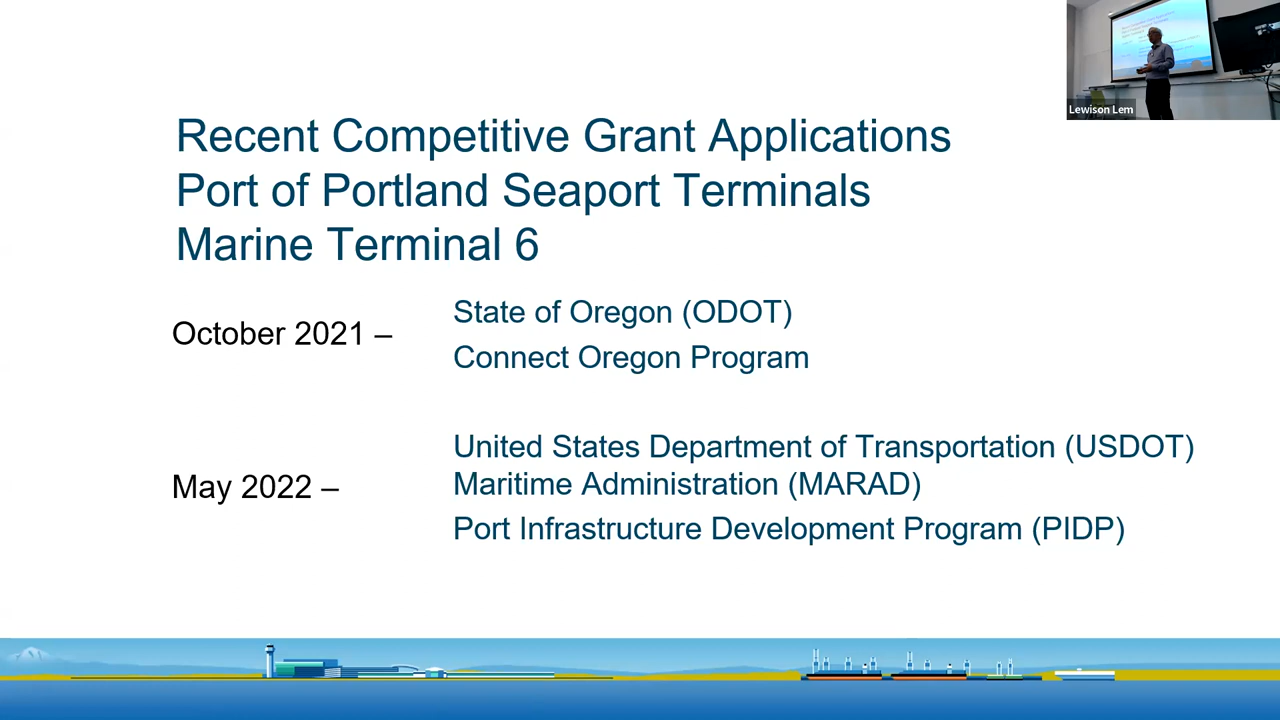 Lewison Lem
Recent Competitive Grant Applications
Port of Portland Seaport Terminals
Marine Terminal 6
October 2021 –
State of Oregon (ODOT)
Connect Oregon Program
May 2022 –
United States Department of Transportation (USDOT)
Maritime Administration (MARAD)
Port Infrastructure Development Program (PIDP)